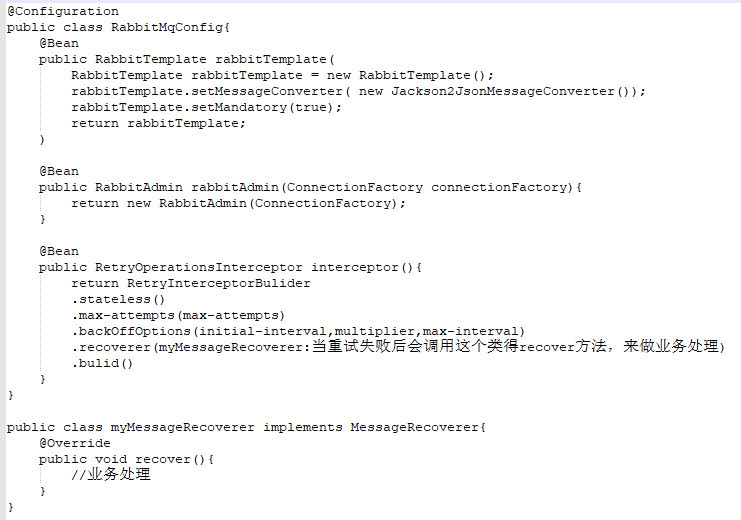 @Configuration
public class RabbitMqConfig{
@Bean
public RabbitTemplate rabbitTemplate(
RabbitTemplate rabbitTemplate = new RabbitTemplate();
rabbitTemplate.setMessageConverter( new Jackson2JsonMessageConverter());
rabbitTemplate.setMandatory(true);
return rabbitTemplate;
)
@Bean
public RabbitAdmin rabbitAdmin(ConnectionFactory connectionFactory){
return new RabbitAdmin(ConnectionFactory);
}
@Bean
public RetryOperationsInterceptor interceptor(){
return RetryInterceptorBulider
.stateless()
.max-attempts(max-attempts)
.backOffOptions(initial-interval,multiplier,max-interval)
.recoverer(myMessageRecoverer:当重试失败后会调用这个类得recover方法，来做业务处理)
.bulid()
}
}
public class myMessageRecoverer implements MessageRecoverer{
@Override
public void recover(){
//业务处理
}
}